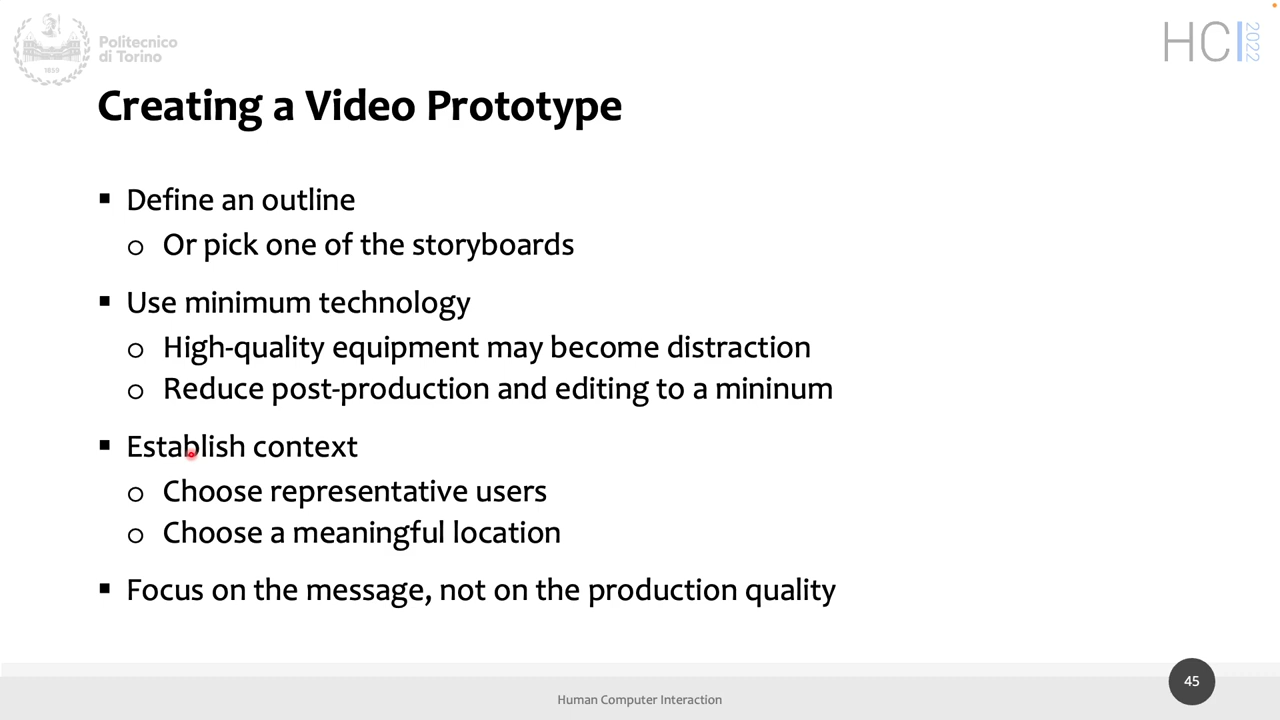 Politecnico
di Torino
1859
HCI 2022
Creating a Video Prototype
▪ Define an outline
o Or pick one of the storyboards
▪ Use minimum technology
o High-quality equipment may become distraction
o Reduce post-production and editing to a mininum
▪ Establish context
o Choose representative users
o Choose a meaningful location
▪ Focus on the message, not on the production quality
45
Human Computer Interaction